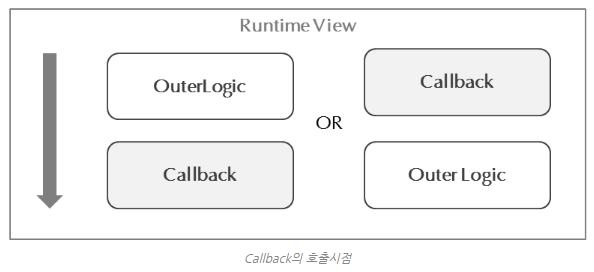 Runtime View
OuterLogic
Callback
OR
Callback
Outer Logic
Callback의 호출시점